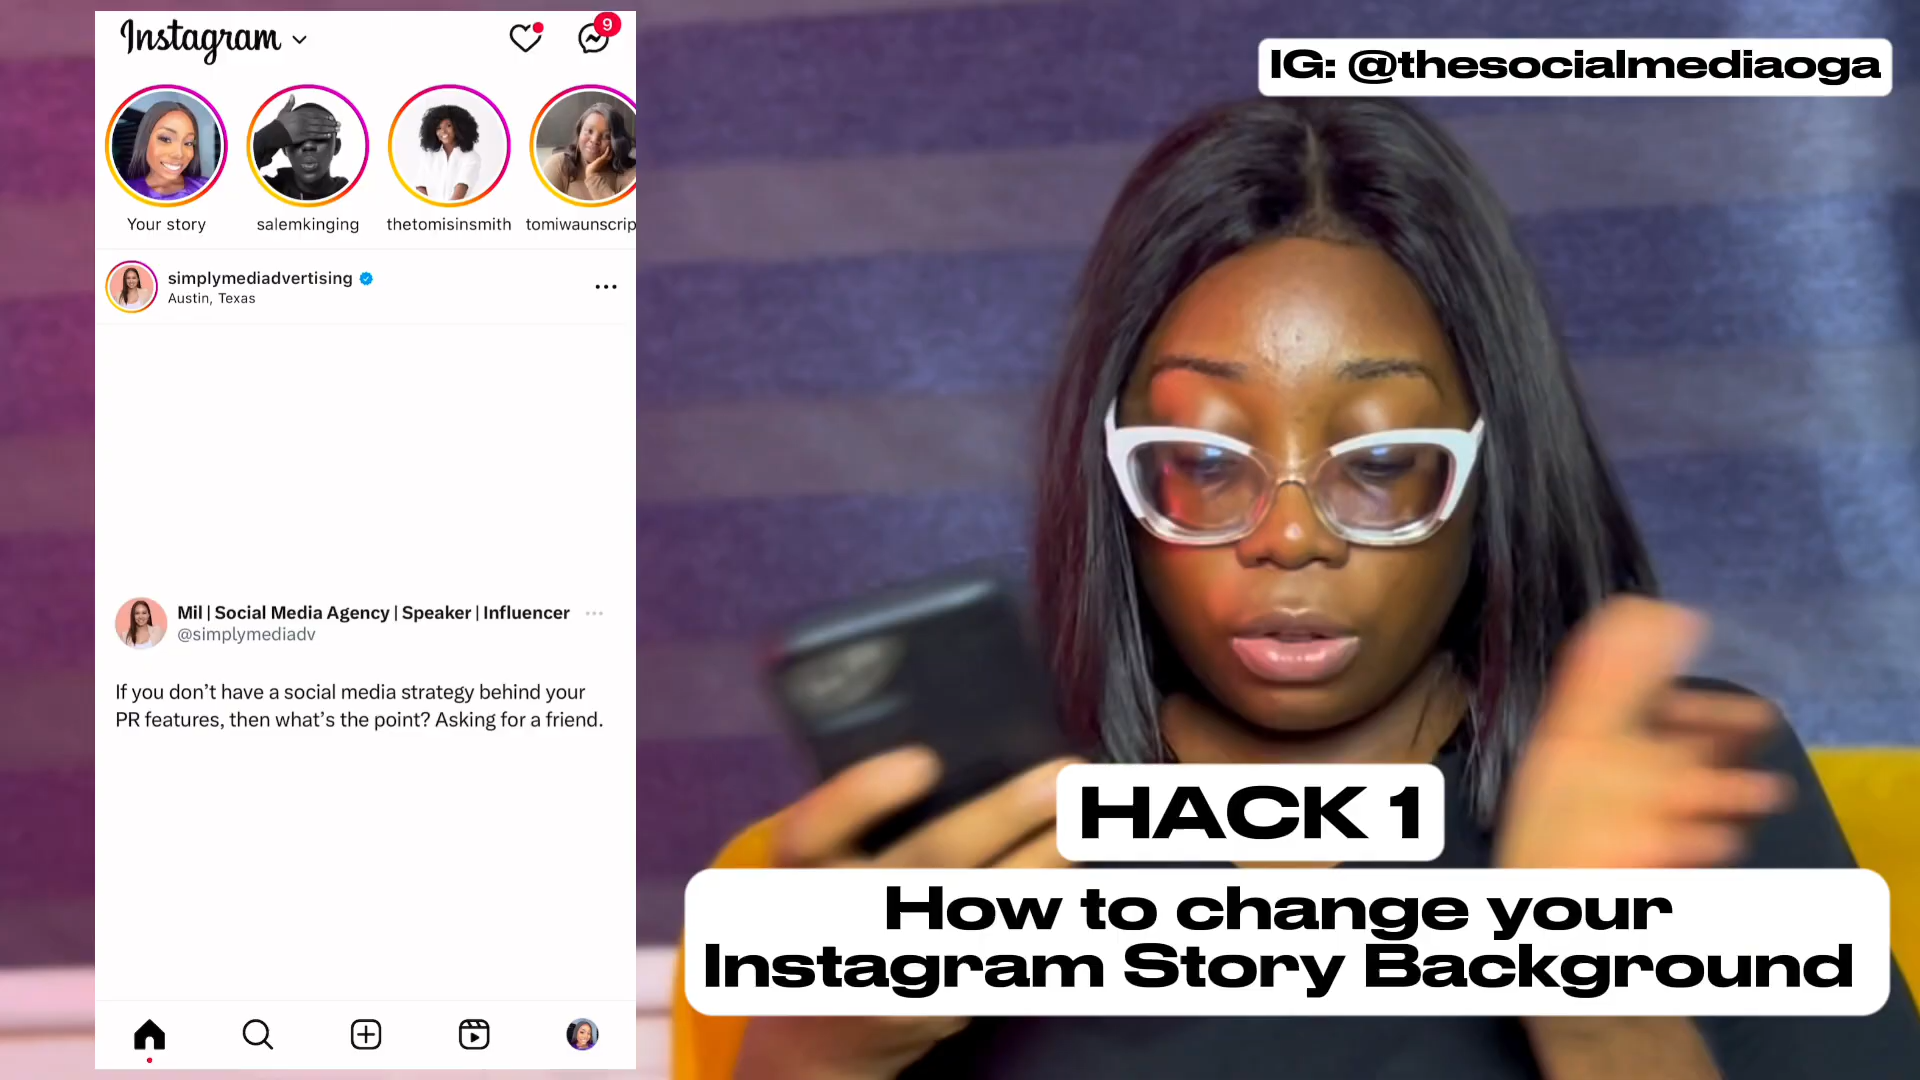 Instagram
9
Your story
salemkinging
thetomisinsmith
tomiwaunscrip
simplymediadvertising
Austin, Texas
Mil | Social Media Agency | Speaker | Influencer
@simplymediadv
If you don’t have a social media strategy behind your
PR features, then what’s the point? Asking for a friend.
IG: @thesocialmediaoga
HACK 1
How to change your
Instagram Story Background